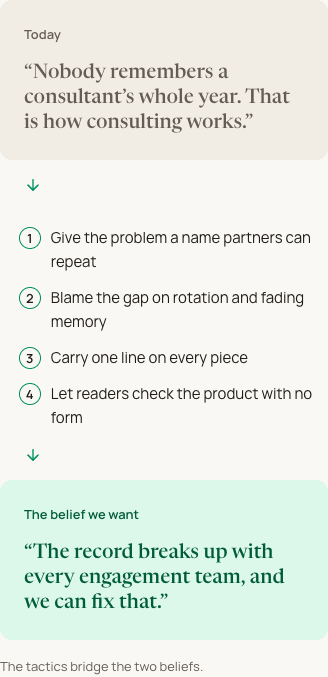 Today
“Nobody remembers a
consultant’s whole year. That
is how consulting works.”
1 Give the problem a name partners can
repeat
2 Blame the gap on rotation and fading
memory
3 Carry one line on every piece
4 Let readers check the product with no
form
The belief we want
“The record breaks up with
every engagement team, and
we can fix that.”
The tactics bridge the two beliefs.